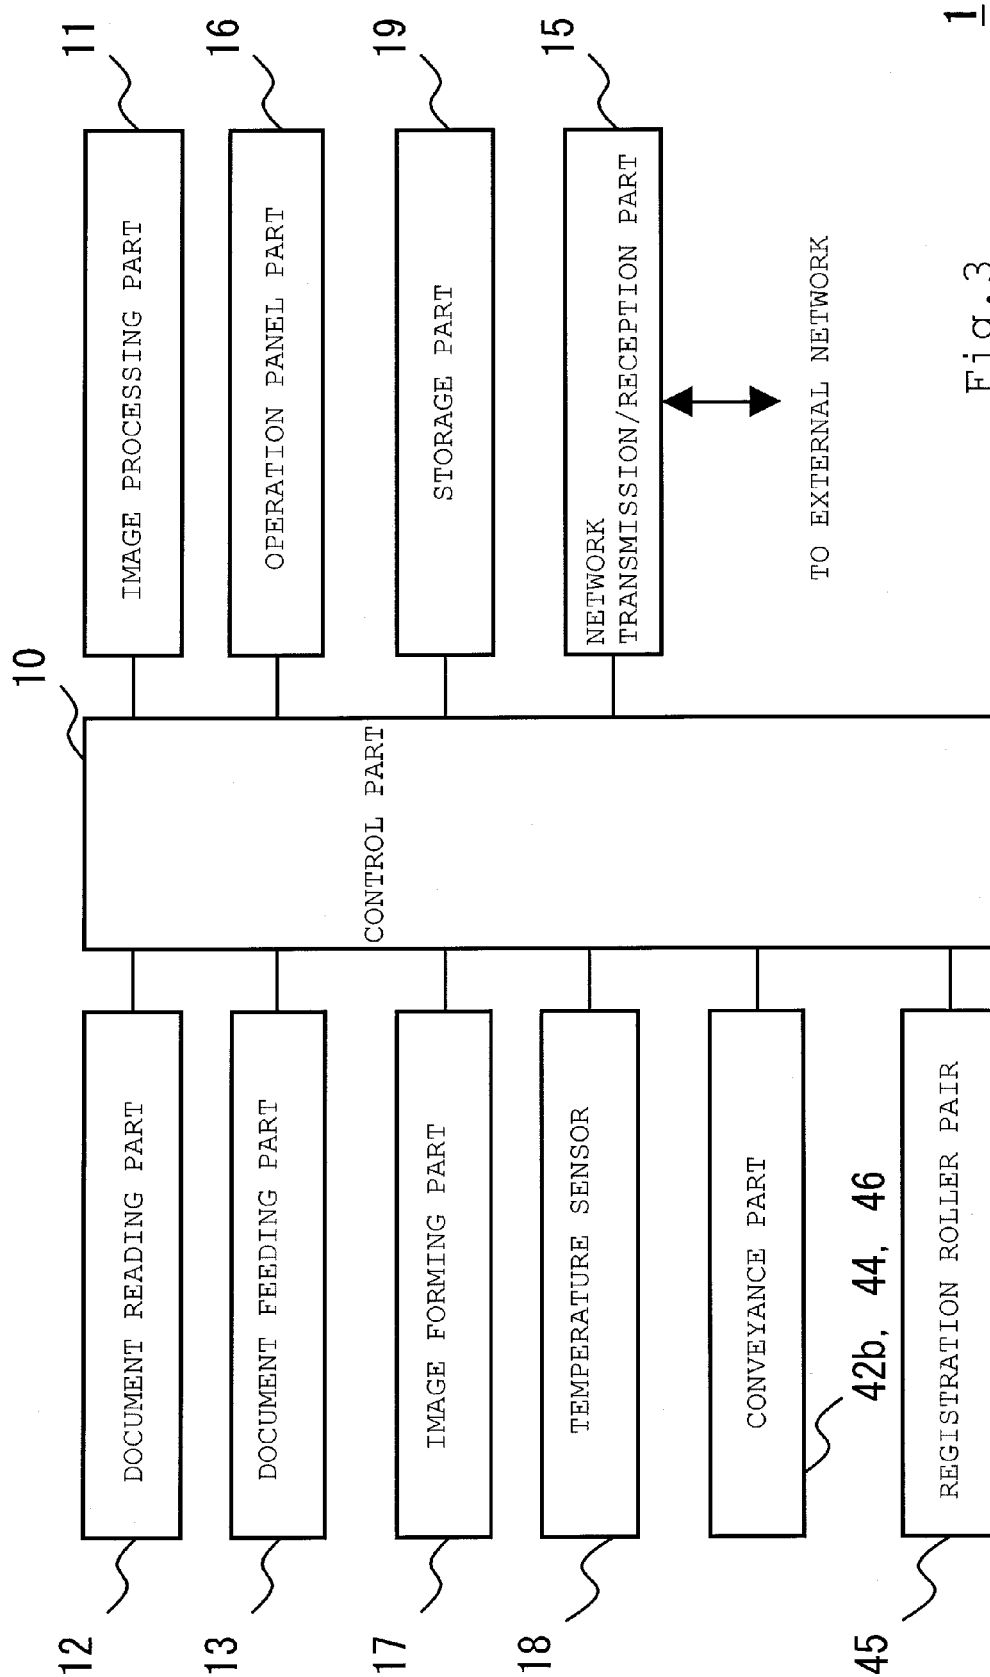 10
12
DOCUMENT READING PART
IMAGE PROCESSING PART
11
13
DOCUMENT FEEDING PART
OPERATION PANEL PART
16
17
IMAGE FORMING PART
CONTROL PART
STORAGE PART
19
18
TEMPERATURE SENSOR
NETWORK
TRANSMISSION/RECEPTION PART
15
CONVEYANCE PART
42b, 44, 46
TO EXTERNAL NETWORK
45
REGISTRATION ROLLER PAIR
Fig.3
1